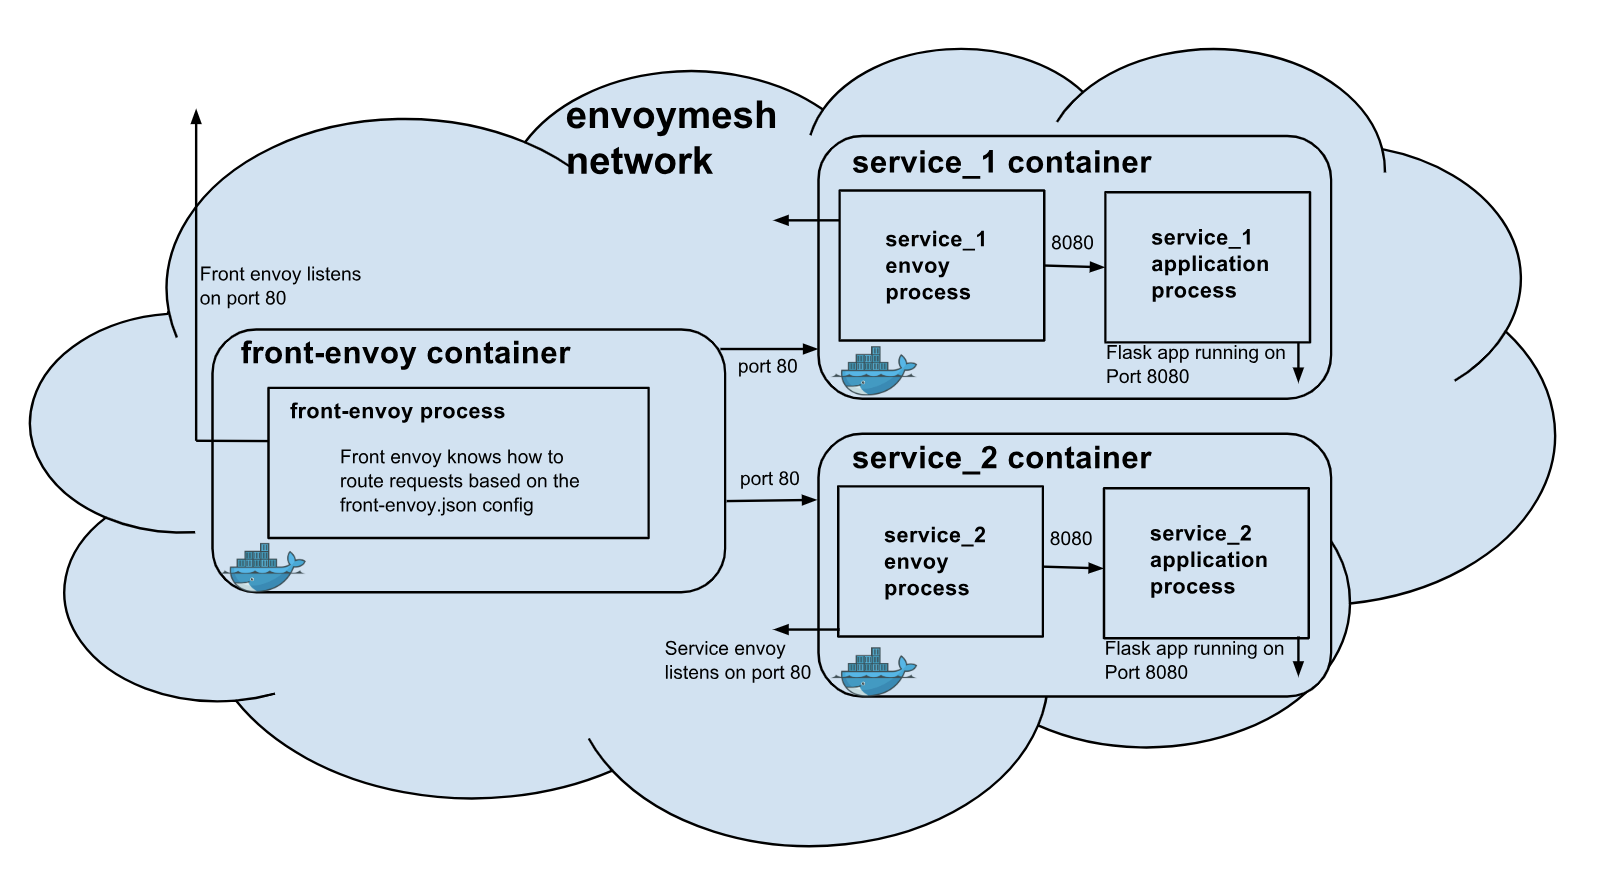 envoymesh
network
Front envoy listens
on port 80
front-envoy container
front-envoy process
Front envoy knows how to
route requests based on the
front-envoy.json config
port 80
port 80
service_1 container
service_1
envoy
process
8080
service_1
application
process
Flask app running on
Port 8080
service_2 container
service_2
envoy
process
8080
service_2
application
process
Service envoy
listens on port 80
Flask app running on
Port 8080